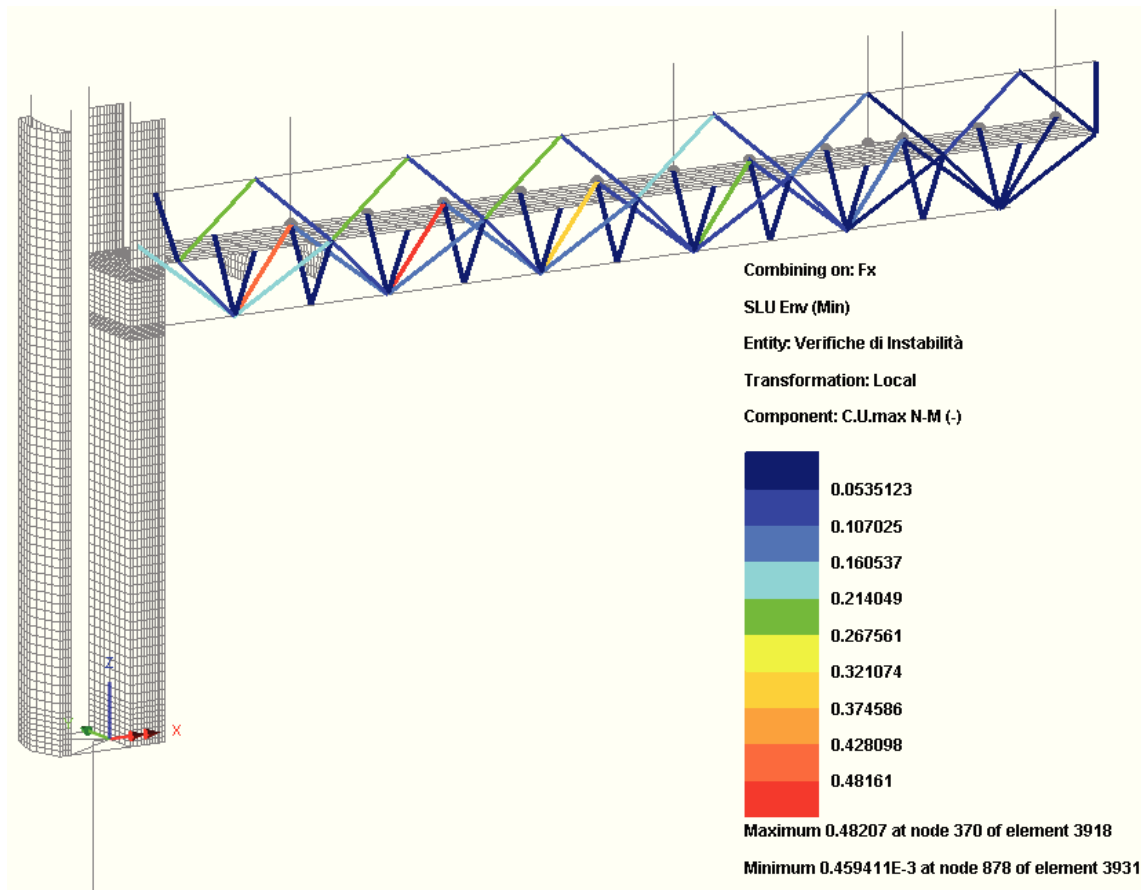 Combining on: Fx
SLU Env (Min)
Entity: Verifiche di Instabilità
Transformation: Local
Component: C.U.max N-M (-)
0.0535123
0.107025
0.160537
0.214049
0.267561
0.321074
0.374586
0.428098
0.48161
Maximum 0.48207 at node 370 of element 3918
Minimum 0.459411E-3 at node 878 of element 3931
Z
X